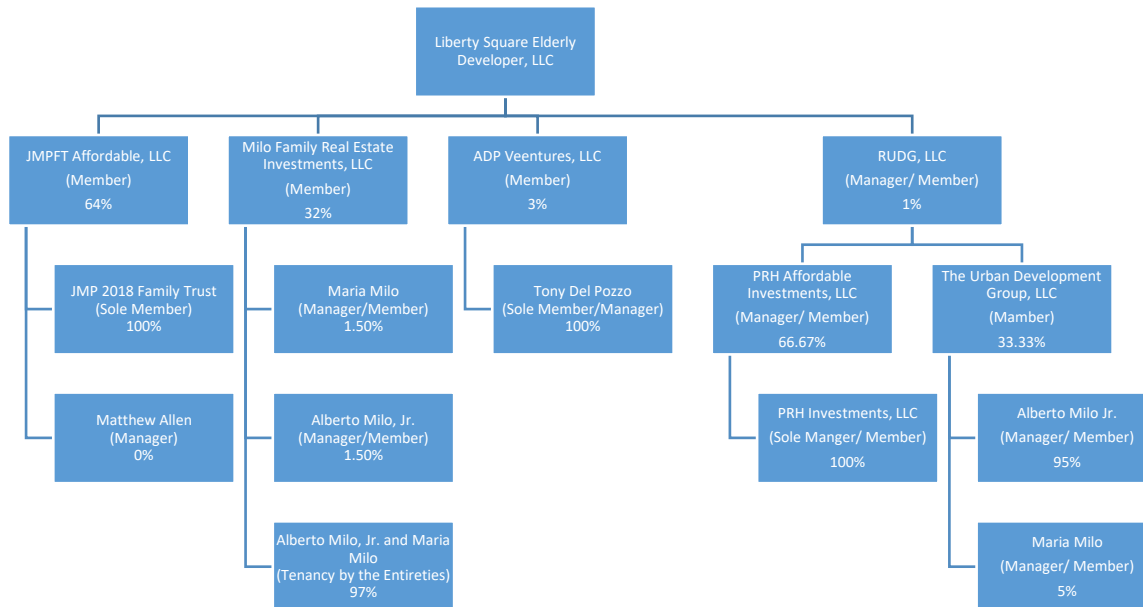 Liberty Square Elderly
Developer, LLC
JMPFT Affordable, LLC
(Member)
64%
Milo Family Real Estate
Investments, LLC
(Member)
32%
ADP Veentures, LLC
(Member)
3%
RUDG, LLC
(Manager/ Member)
1%
JMP 2018 Family Trust
(Sole Member)
100%
Maria Milo
(Manager/Member)
1.50%
Tony Del Pozzo
(Sole Member/Manager)
100%
PRH Affordable
Investments, LLC
(Manager/ Member)
66.67%
The Urban Development
Group, LLC
(Mamber)
33.33%
Matthew Allen
(Manager)
0%
Alberto Milo, Jr.
(Manager/Member)
1.50%
PRH Investments, LLC
(Sole Manger/ Member)
100%
Alberto Milo Jr.
(Manager/ Member)
95%
Alberto Milo, Jr. and Maria
Milo
(Tenancy by the Entireties)
97%
Maria Milo
(Manager/ Member)
5%